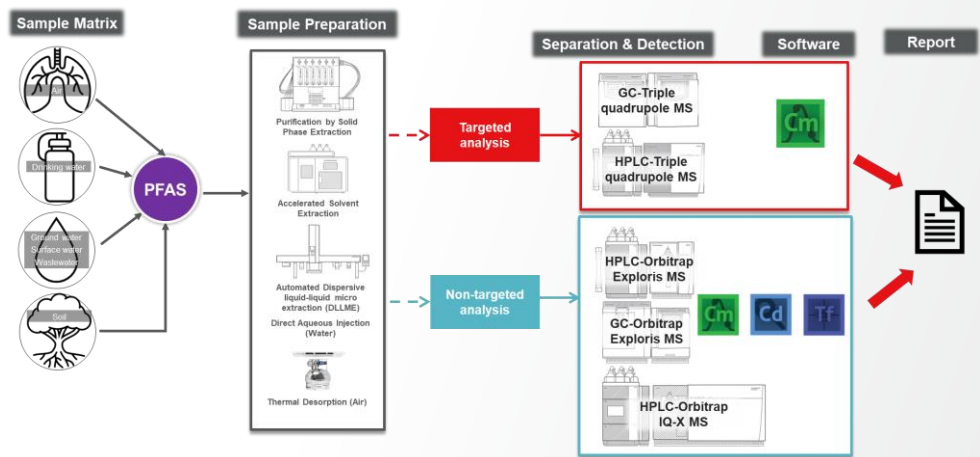 Sample Matrix
Sample Preparation
Separation & Detection
Software
Report
Air
Drinking water
Ground water
Surface water
Wastewater
Soil
PFAS
Purification by Solid
Phase Extraction
Accelerated Solvent
Extraction
Automated Dispersive
liquid-liquid micro
extraction (DLLME)
Direct Aqueous Injection
(Water)
Thermal Desorption (Air)
Targeted
analysis
Non-targeted
analysis
GC-Triple
quadrupole MS
HPLC-Triple
quadrupole MS
Cm
HPLC-Orbitrap
Exploris MS
GC-Orbitrap
Exploris MS
HPLC-Orbitrap
IQ-X MS
Cm
Cd
Tf